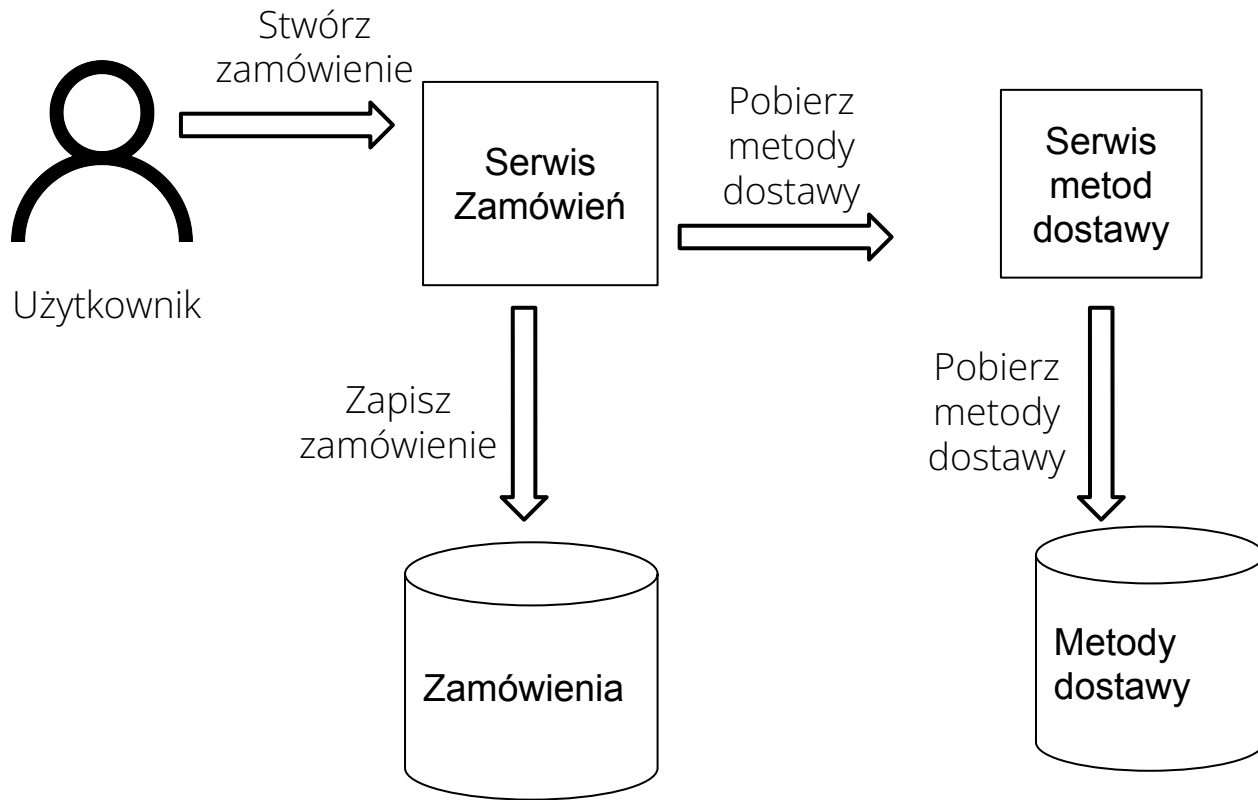 Stwórz
zamówienie
Użytkownik
Serwis
Zamówień
Pobierz
metody
dostawy
Serwis
metod
dostawy
Zapisz
zamówienie
Pobierz
metody
dostawy
Zamówienia
Metody
dostawy